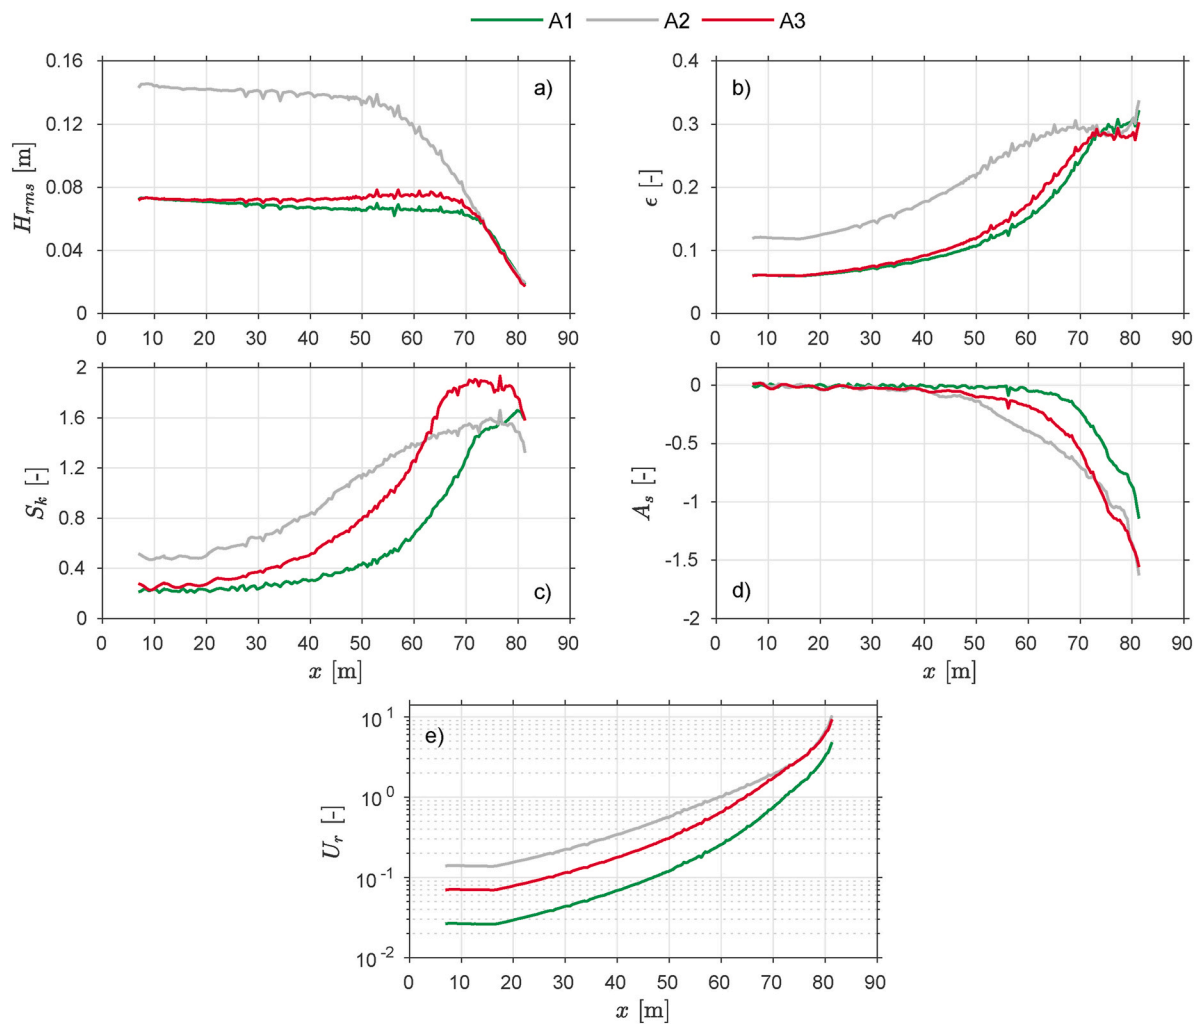 A1 A2 A3
0.16 0.4
a) b)
0.12 0.3
H_rms [m] 0.08 ϵ [-] 0.2
0.04 0.1
0 0
0 10 20 30 40 50 60 70 80 90 0 10 20 30 40 50 60 70 80 90
2 0
1.6 -0.5
S_k [-] 1.2 A_s [-] -1
0.8
0.4 -1.5
c) d)
0 -2
0 10 20 30 40 50 60 70 80 90 0 10 20 30 40 50 60 70 80 90
x [m] x [m]
10^1
e)
10^0
U_r [-]
10^-1
10^-2
0 10 20 30 40 50 60 70 80 90
x [m]